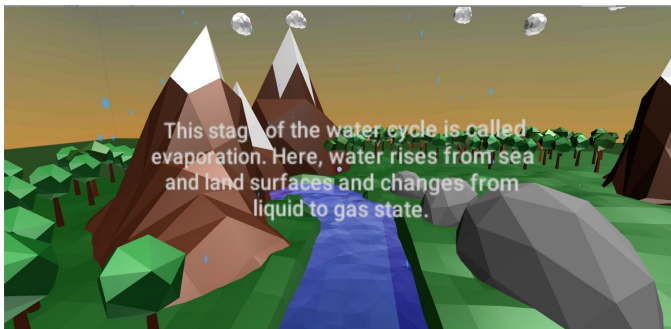 This stage of the water cycle is called
evaporation. Here, water rises from sea
and land surfaces and changes from
liquid to gas state.